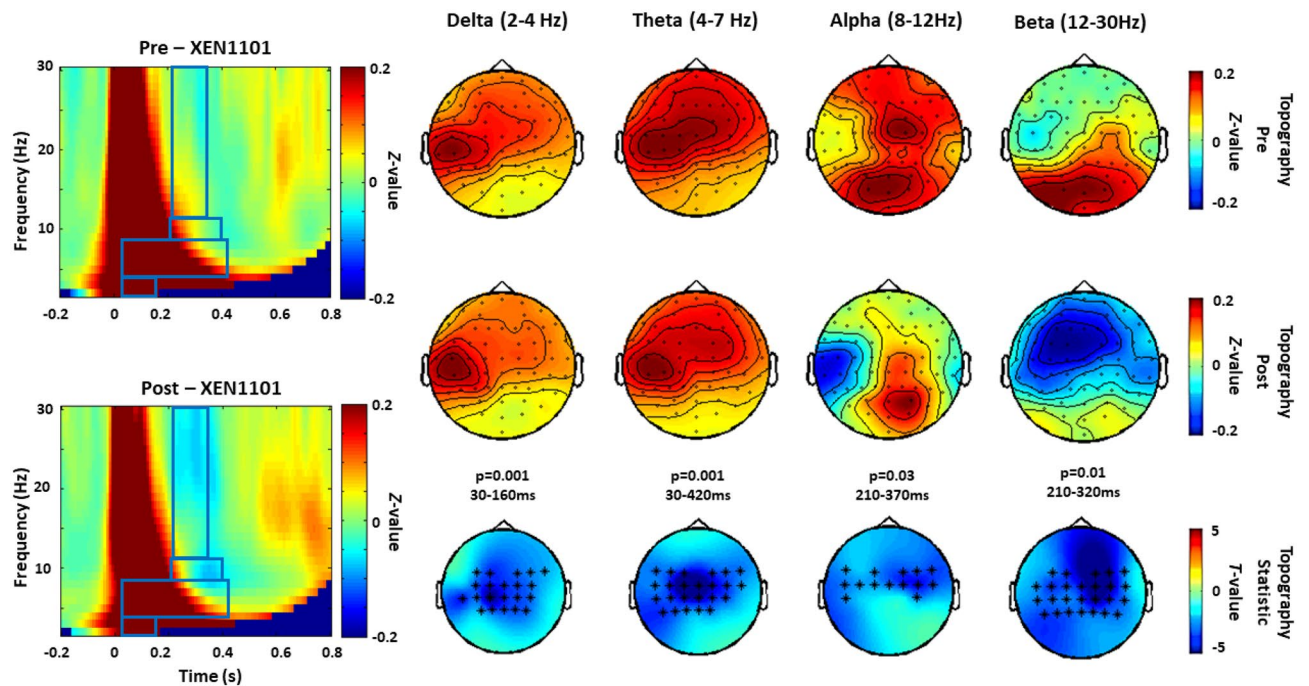 Delta (2-4 Hz) Theta (4-7 Hz) Alpha (8-12Hz) Beta (12-30Hz)
Pre – XEN1101
30
20
10
Frequency (Hz)
-0.2 0 0.2 0.4 0.6 0.8
0.2
0
-0.2
Z-value
0.2
0
-0.2
Z-value
Topography
Pre
Post – XEN1101
30
20
10
Frequency (Hz)
-0.2 0 0.2 0.4 0.6 0.8
Time (s)
0.2
0
-0.2
Z-value
0.2
0
-0.2
Z-value
Topography
Post
p=0.001 p=0.001 p=0.03 p=0.01
30-160ms 30-420ms 210-370ms 210-320ms
5
0
-5
T-value
Topography
Statistic